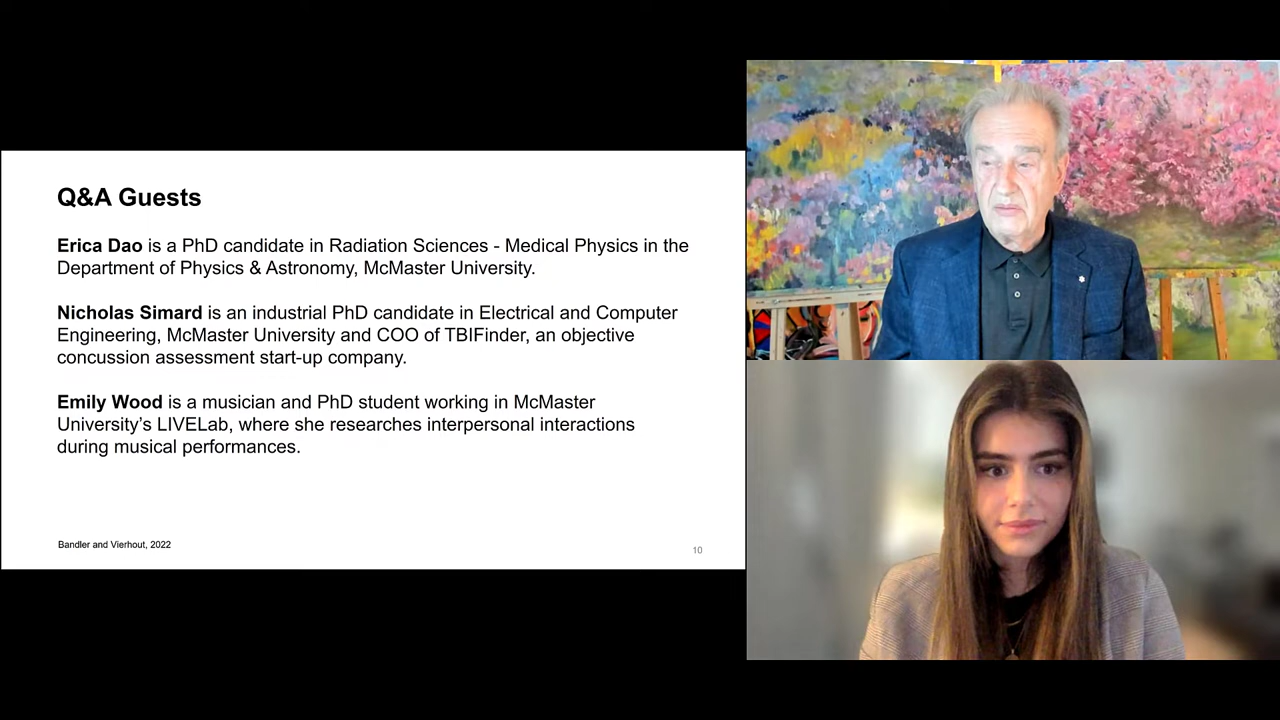 Q&A Guests
Erica Dao is a PhD candidate in Radiation Sciences - Medical Physics in the
Department of Physics & Astronomy, McMaster University.
Nicholas Simard is an industrial PhD candidate in Electrical and Computer
Engineering, McMaster University and COO of TBIFinder, an objective
concussion assessment start-up company.
Emily Wood is a musician and PhD student working in McMaster
University’s LIVELab, where she researches interpersonal interactions
during musical performances.
Bandler and Vierhout, 2022
10